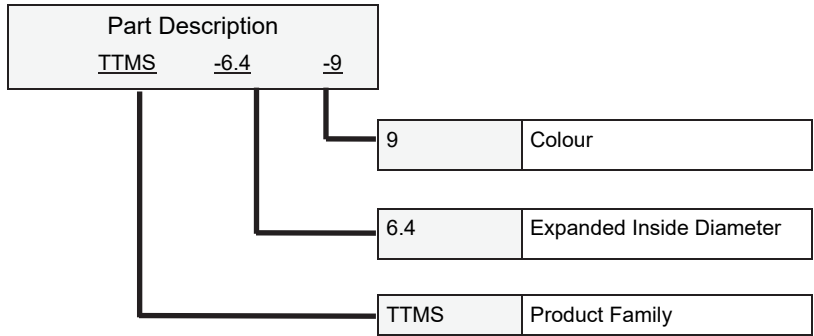 Part Description
TTMS -6.4 -9
9 Colour
6.4 Expanded Inside Diameter
TTMS Product Family